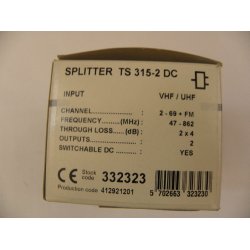 SPLITTER TS 315-2 DC
INPUT VHF / UHF
CHANNEL 2 - 69 + FM
FREQUENCY (MHz) 47 - 862
THROUGH LOSS (dB) 2 x 4
OUTPUTS 2
SWITCHABLE DC YES
CE Stock code 332323
Production code 412921201
5 702663 323230